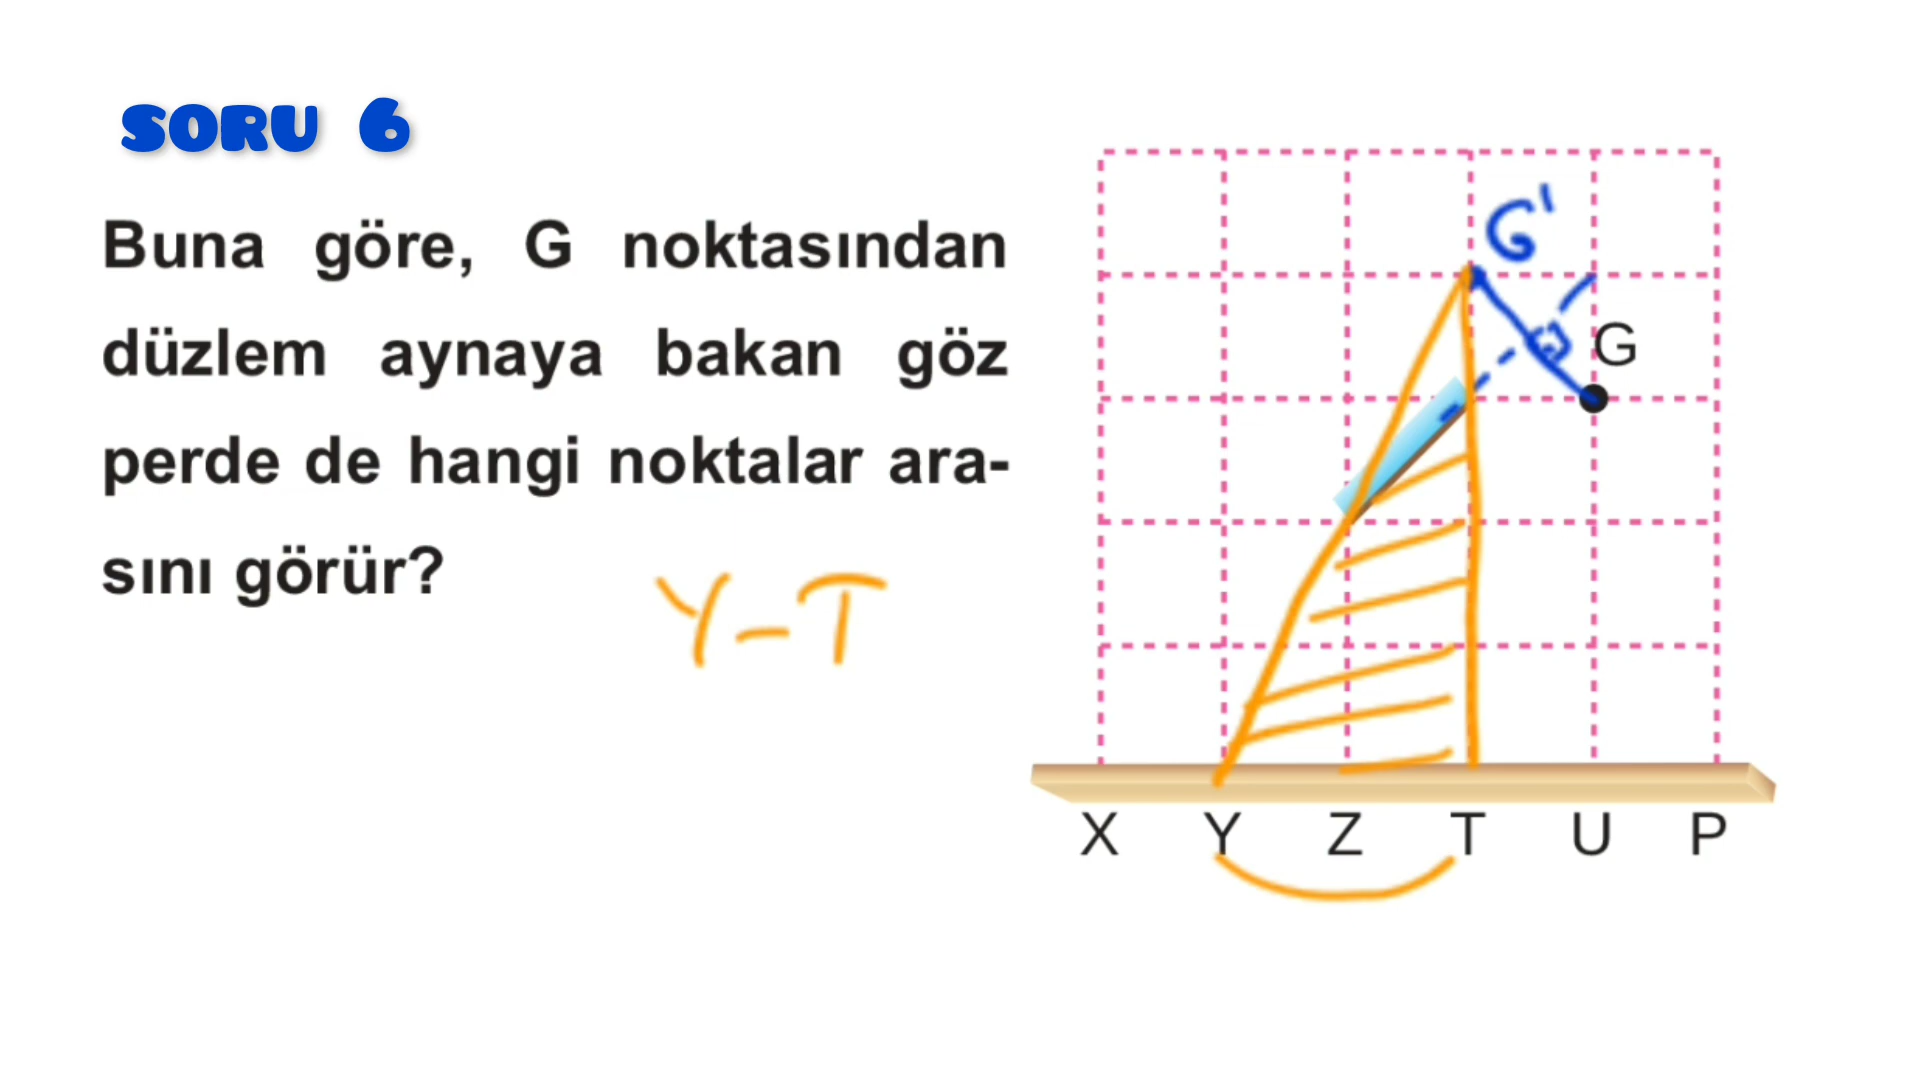 SORU 6
Buna göre, G noktasından
düzlem aynaya bakan göz
perde de hangi noktalar ara-
sını görür?
Y-T
G'
G
X Y Z T U P